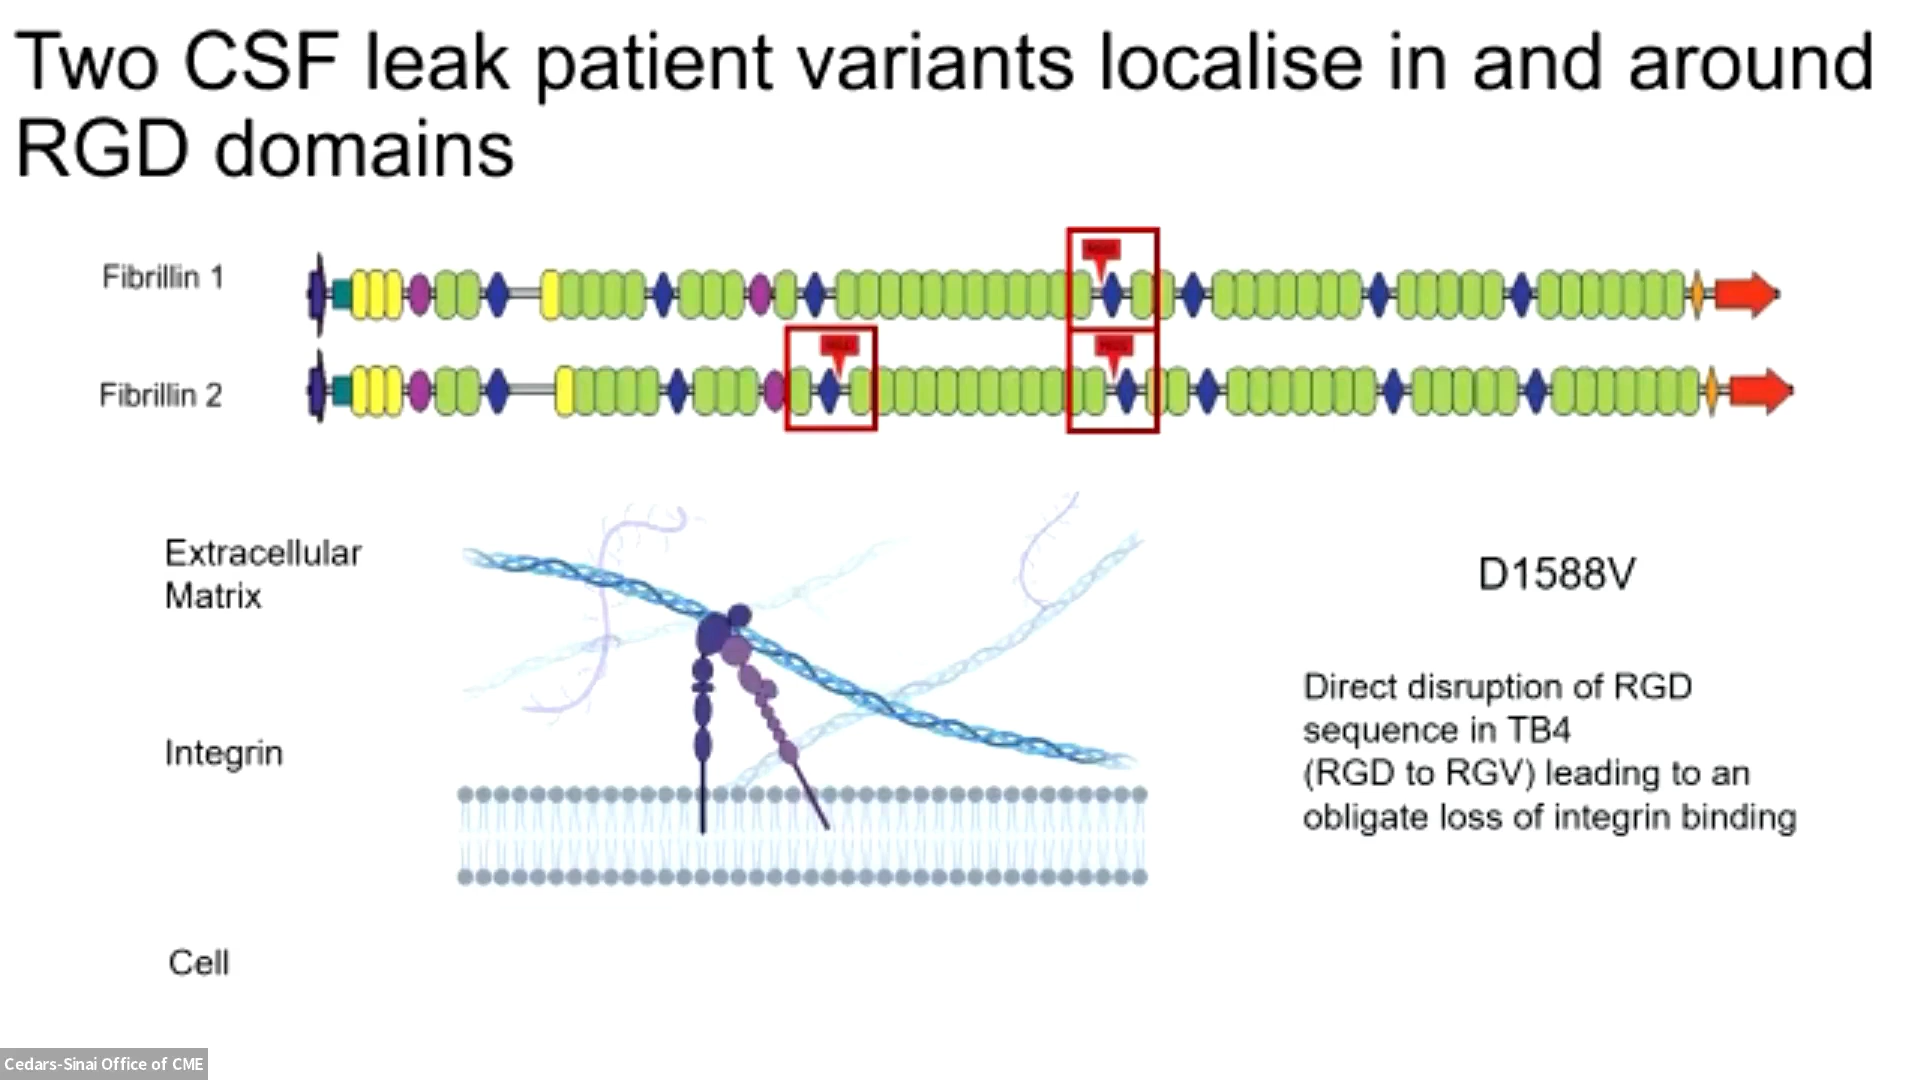 Two CSF leak patient variants localise in and around
RGD domains
Fibrillin 1
Fibrillin 2
Extracellular
Matrix
Integrin
Cell
D1588V
Direct disruption of RGD
sequence in TB4
(RGD to RGV) leading to an
obligate loss of integrin binding
Cedars-Sinai Office of CME